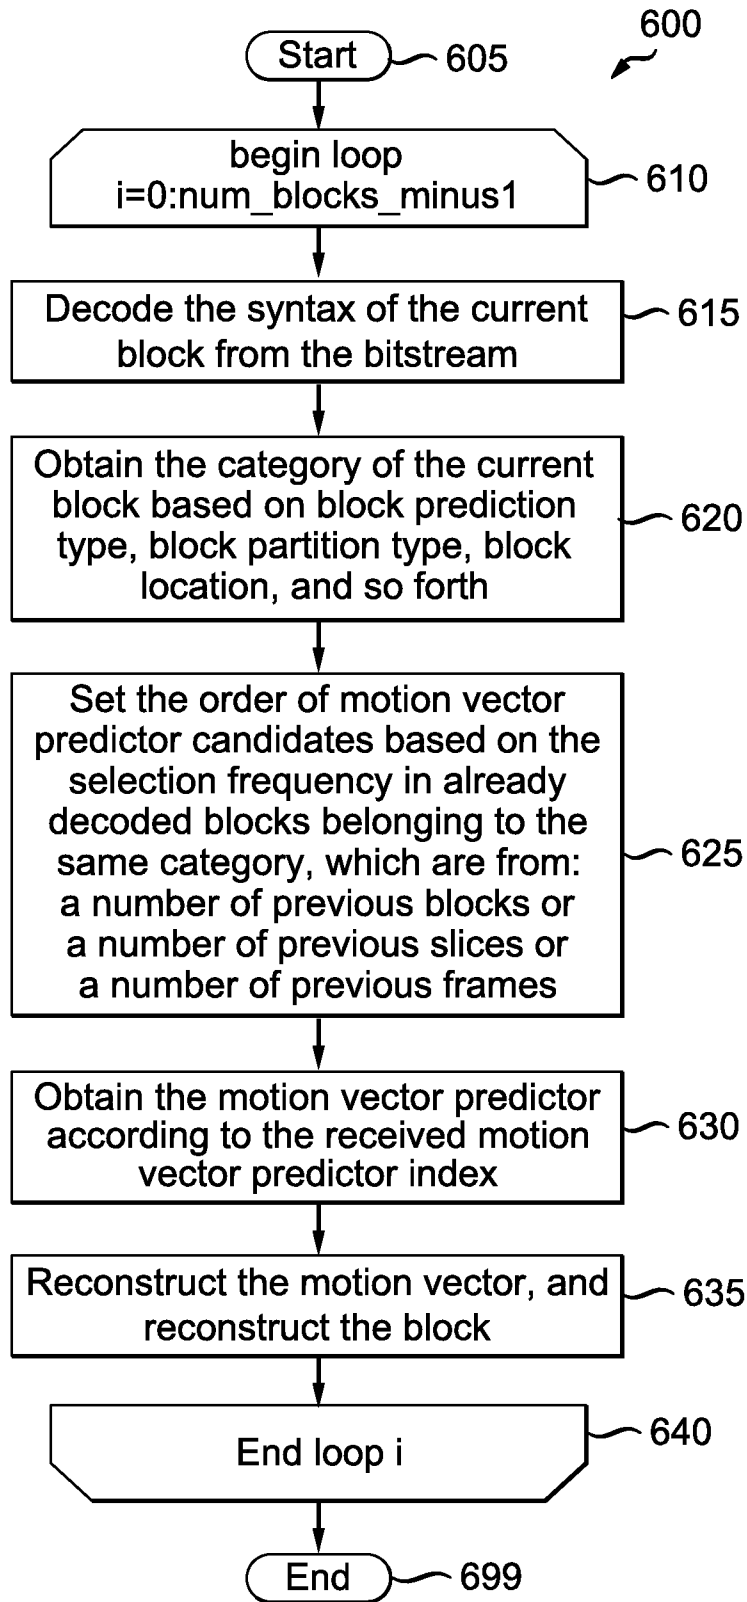 600
Start
605
begin loop
i=0:num_blocks_minus1
610
Decode the syntax of the current
block from the bitstream
615
Obtain the category of the current
block based on block prediction
type, block partition type, block
location, and so forth
620
Set the order of motion vector
predictor candidates based on the
selection frequency in already
decoded blocks belonging to the
same category, which are from:
a number of previous blocks or
a number of previous slices or
a number of previous frames
625
Obtain the motion vector predictor
according to the received motion
vector predictor index
630
Reconstruct the motion vector, and
reconstruct the block
635
End loop i
640
End
699